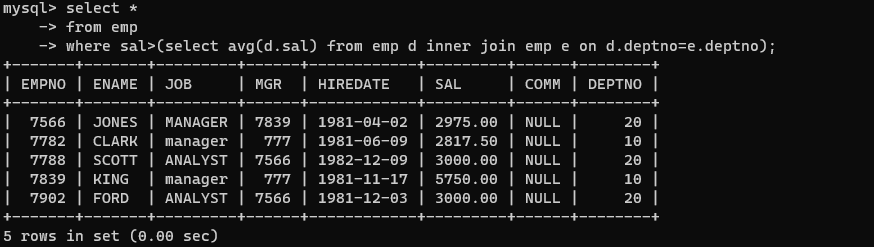 mysql> select *
    -> from emp
    -> where sal>(select avg(d.sal) from emp d inner join emp e on d.deptno=e.deptno);
+-------+-------+---------+------+------------+---------+------+--------+
| EMPNO | ENAME | JOB     | MGR  | HIREDATE   | SAL     | COMM | DEPTNO |
+-------+-------+---------+------+------------+---------+------+--------+
|  7566 | JONES | MANAGER | 7839 | 1981-04-02 | 2975.00 | NULL |     20 |
|  7782 | CLARK | manager |  777 | 1981-06-09 | 2817.50 | NULL |     10 |
|  7788 | SCOTT | ANALYST | 7566 | 1982-12-09 | 3000.00 | NULL |     20 |
|  7839 | KING  | manager |  777 | 1981-11-17 | 5750.00 | NULL |     10 |
|  7902 | FORD  | ANALYST | 7566 | 1981-12-03 | 3000.00 | NULL |     20 |
+-------+-------+---------+------+------------+---------+------+--------+
5 rows in set (0.00 sec)